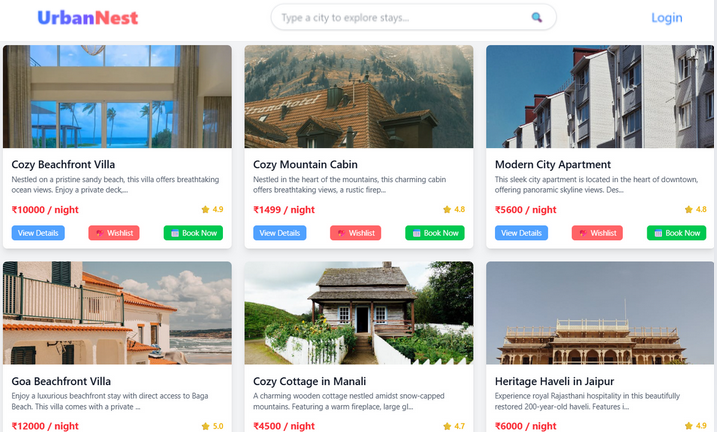 UrbanNest
Type a city to explore stays...
Login
Cozy Beachfront Villa
Nestled on a pristine sandy beach, this villa offers breathtaking
ocean views. Enjoy a private deck,...
₹10000 / night
4.9
View Details
Wishlist
Book Now
Cozy Mountain Cabin
Nestled in the heart of the mountains, this charming cabin
offers breathtaking views, a rustic firep...
₹1499 / night
4.8
View Details
Wishlist
Book Now
Modern City Apartment
This sleek city apartment is located in the heart of downtown,
offering panoramic skyline views. Des...
₹5600 / night
4.8
View Details
Wishlist
Book Now
Goa Beachfront Villa
Enjoy a luxurious beachfront stay with direct access to Baga
Beach. This villa comes with a private ...
₹12000 / night
5.0
Cozy Cottage in Manali
A charming wooden cottage nestled amidst snow-capped
mountains. Featuring a warm fireplace, large gl...
₹4500 / night
4.7
Heritage Haveli in Jaipur
Experience royal Rajasthani hospitality in this beautifully
restored 200-year-old haveli. Features i...
₹6000 / night
4.9